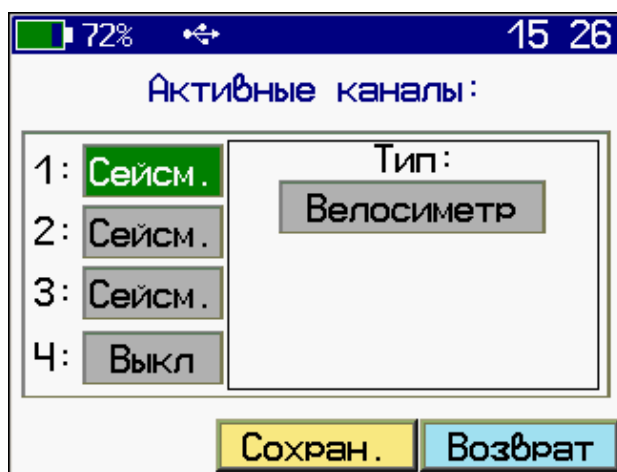 72% 15 26
Активные каналы:
1: Сейсм.
2: Сейсм.
3: Сейсм.
4: Выкл
Тип:
Велосиметр
Сохран. Возврат